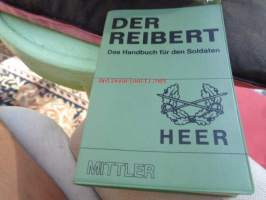 DER
REIBERT
Das Handbuch für den Soldaten
HEER
MITTLER